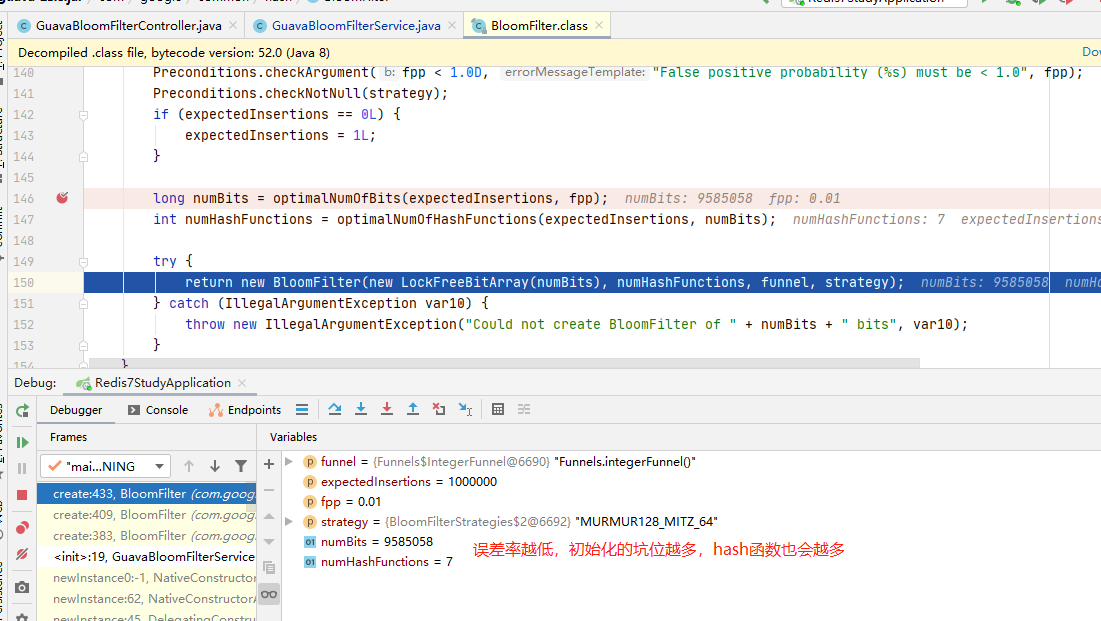 GuavaBloomFilterController.java
GuavaBloomFilterService.java
BloomFilter.class
Decompiled .class file, bytecode version: 52.0 (Java 8)
140 Preconditions.checkArgument( b: fpp < 1.0D, errorMessageTemplate: "False positive probability (%s) must be < 1.0", fpp);
141 Preconditions.checkNotNull(strategy);
142 if (expectedInsertions == 0L) {
143 expectedInsertions = 1L;
144 }
145
146 long numBits = optimalNumOfBits(expectedInsertions, fpp); numBits: 9585058 fpp: 0.01
147 int numHashFunctions = optimalNumOfHashFunctions(expectedInsertions, numBits); numHashFunctions: 7 expectedInsertions
148
149 try {
150 return new BloomFilter(new LockFreeBitArray(numBits), numHashFunctions, funnel, strategy); numBits: 9585058 numHa
151 } catch (IllegalArgumentException var10) {
152 throw new IllegalArgumentException("Could not create BloomFilter of " + numBits + " bits", var10);
153 }
154 }
Debug: Redis7StudyApplication
Debugger Console Endpoints
Frames
"mai...NING
create:433, BloomFilter (com.goog
create:409, BloomFilter (com.goog
create:383, BloomFilter (com.goog
<init>:19, GuavaBloomFilterService
newInstance0:-1, NativeConstructor
newInstance:62, NativeConstructorA
newInstance:45, DelegatingConstru
Variables
funnel = {Funnels$IntegerFunnel@6690} "Funnels.integerFunnel()"
expectedInsertions = 1000000
fpp = 0.01
strategy = {BloomFilterStrategies$2@6692} "MURMUR128_MITZ_64"
numBits = 9585058
numHashFunctions = 7
误差率越低，初始化的坑位越多，hash函数也会越多